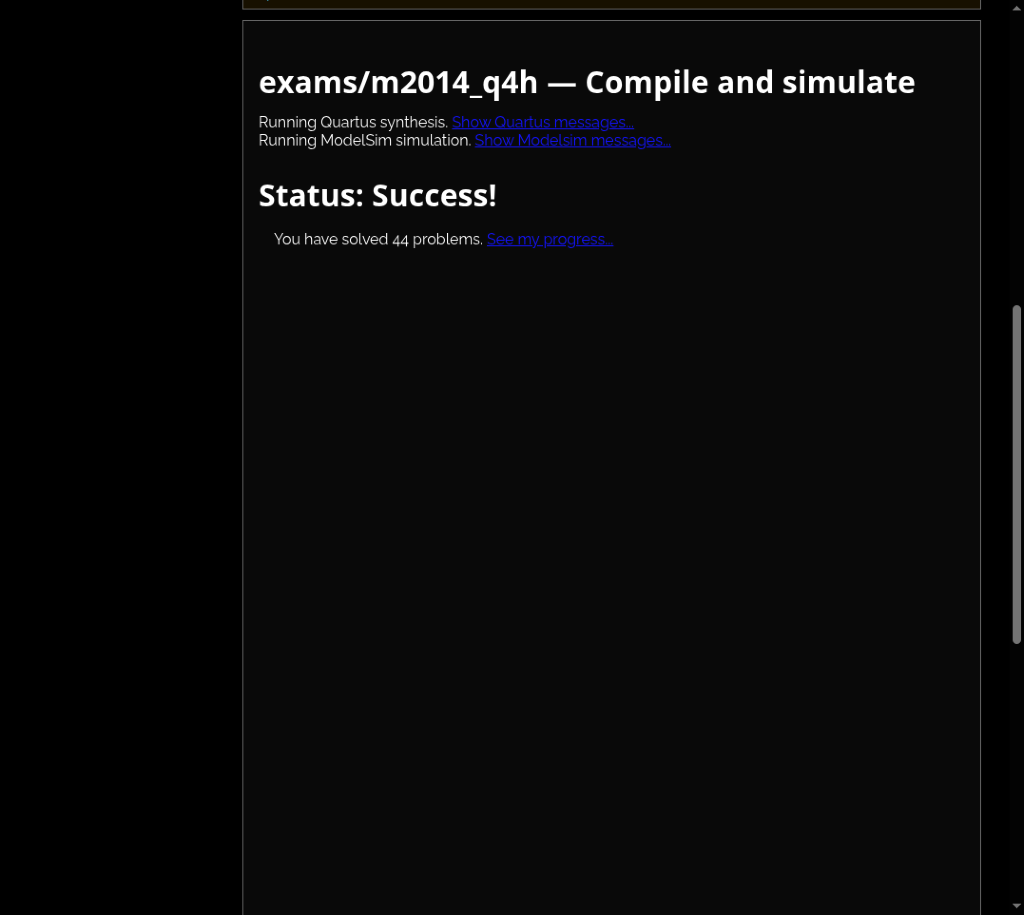 exams/m2014_q4h — Compile and simulate
Running Quartus synthesis. Show Quartus messages...
Running ModelSim simulation. Show Modelsim messages...
Status: Success!
You have solved 44 problems. See my progress...